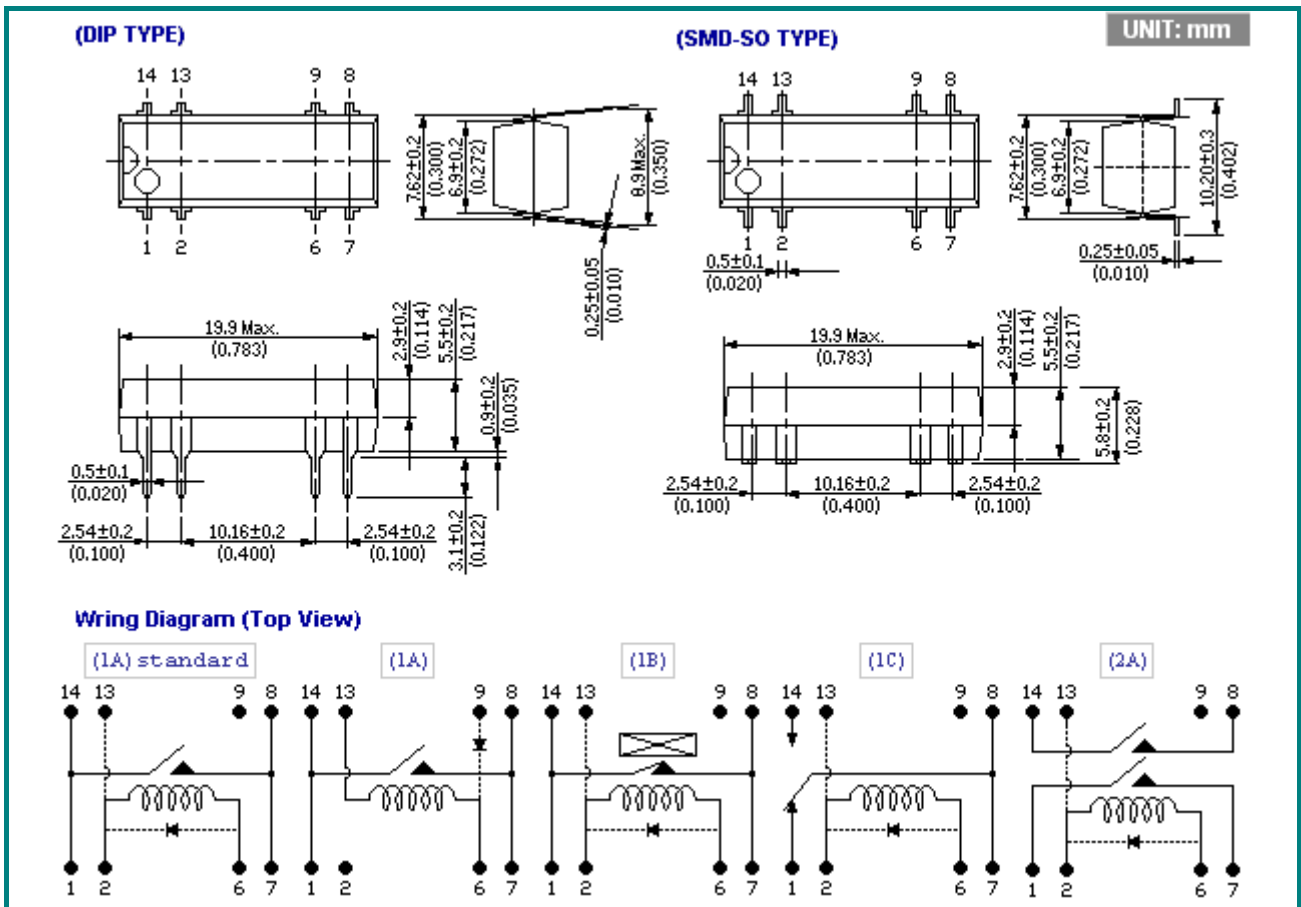 (DIP TYPE)
(SMD-SO TYPE)
UNIT: mm
14 13 9 8
1 2 6 7
7.62±0.2
(0.300)
6.9±0.2
(0.272)
8.9 Max.
(0.350)
0.25±0.05
(0.010)
14 13 9 8
1 2 6 7
0.5±0.1
(0.020)
7.62±0.2
(0.300)
6.9±0.2
(0.272)
10.20±0.3
(0.402)
0.25±0.05
(0.010)
19.9 Max.
(0.783)
2.9±0.2
(0.114)
5.5±0.2
(0.217)
0.9±0.2
(0.035)
0.5±0.1
(0.020)
2.54±0.2
(0.100)
10.16±0.2
(0.400)
2.54±0.2
(0.100)
3.1±0.2
(0.122)
19.9 Max.
(0.783)
2.9±0.2
(0.114)
5.5±0.2
(0.217)
5.8±0.2
(0.228)
2.54±0.2
(0.100)
10.16±0.2
(0.400)
2.54±0.2
(0.100)
Wring Diagram (Top View)
(1A) standard
(1A)
(1B)
(1C)
(2A)
14 13 9 8
14 13 9 8
14 13 9 8
14 13 9 8
14 13 9 8
1 2 6 7
1 2 6 7
1 2 6 7
1 2 6 7
1 2 6 7